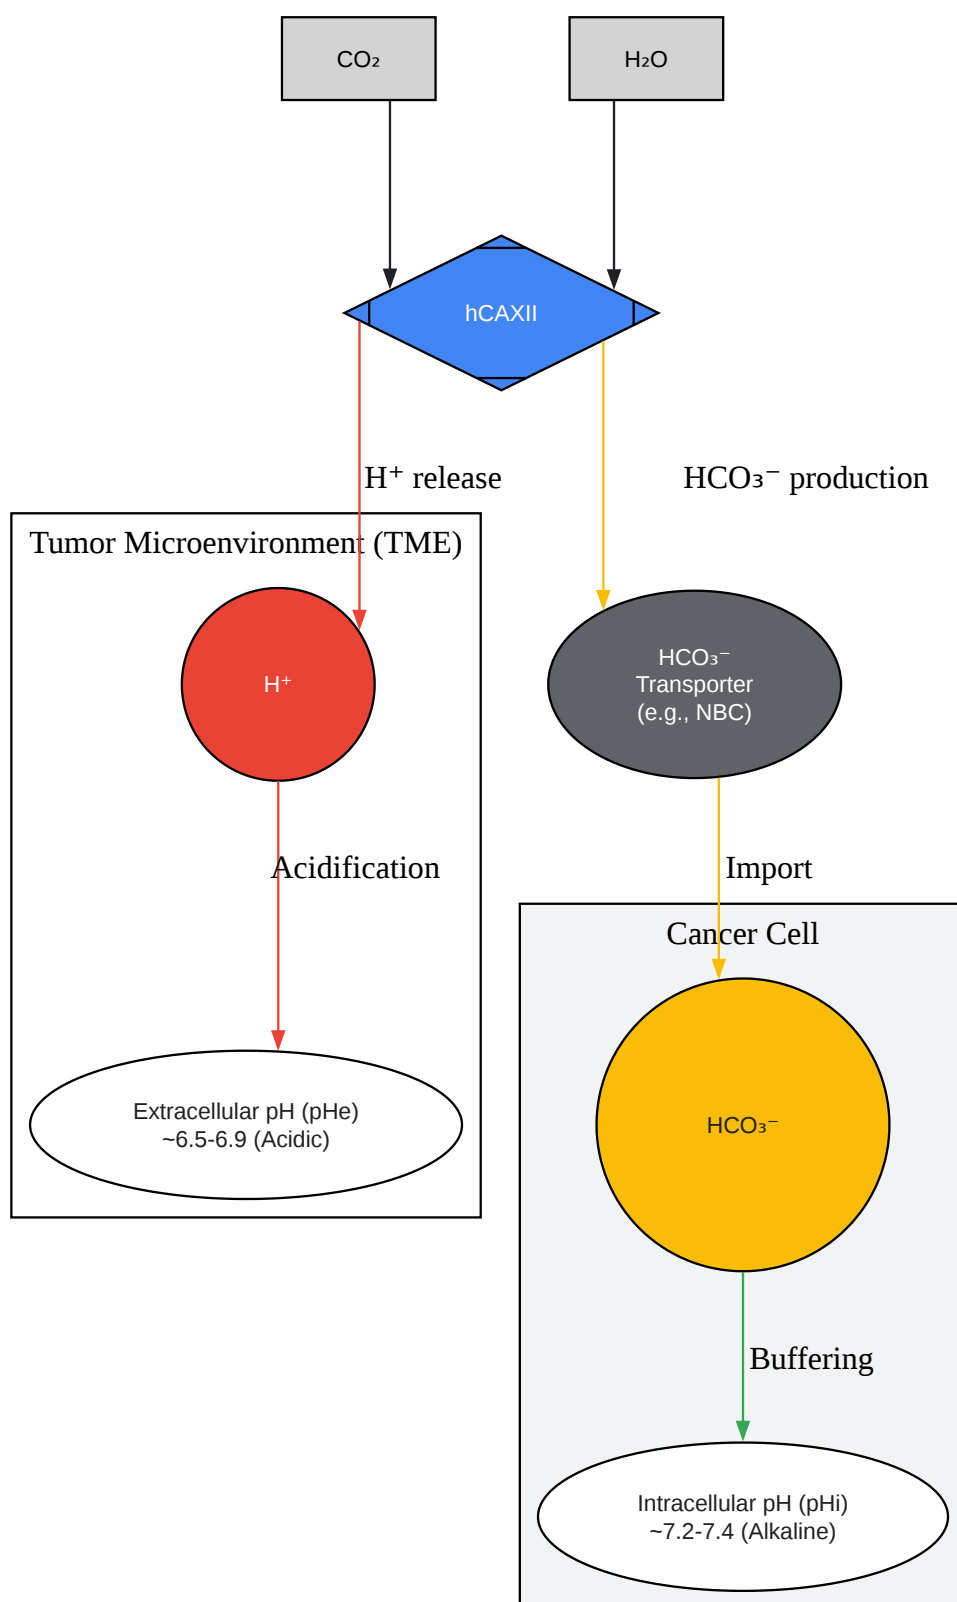 CO₂
H₂O
hCAXII
H⁺ release
HCO₃⁻ production
Tumor Microenvironment (TME)
H⁺
HCO₃⁻
Transporter
(e.g., NBC)
Acidification
Import
Cancer Cell
Extracellular pH (pHe)
~6.5-6.9 (Acidic)
HCO₃⁻
Buffering
Intracellular pH (pHi)
~7.2-7.4 (Alkaline)